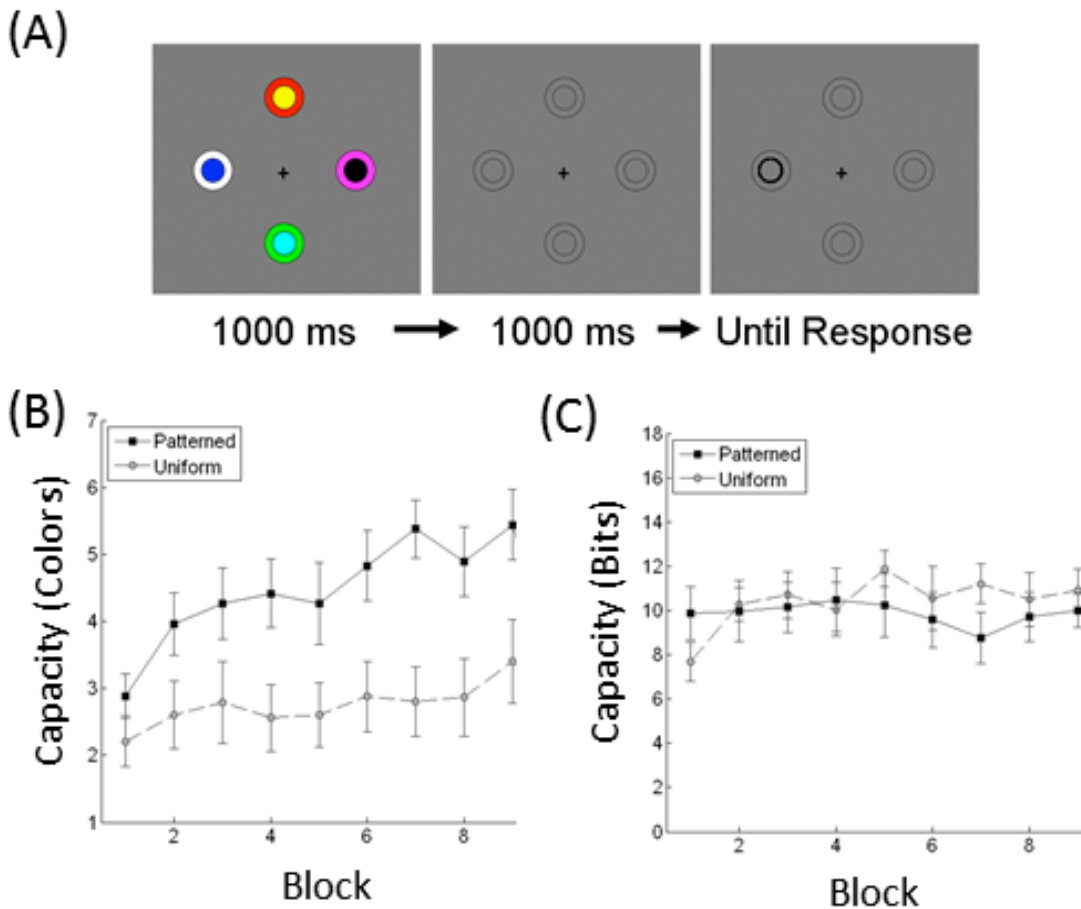 (A)
1000 ms → 1000 ms → Until Response
(B)
Capacity (Colors)
7
6
5
4
3
2
1
Patterned
Uniform
2 4 6 8
Block
(C)
Capacity (Bits)
18
16
14
12
10
8
6
4
2
0
Patterned
Uniform
2 4 6 8
Block